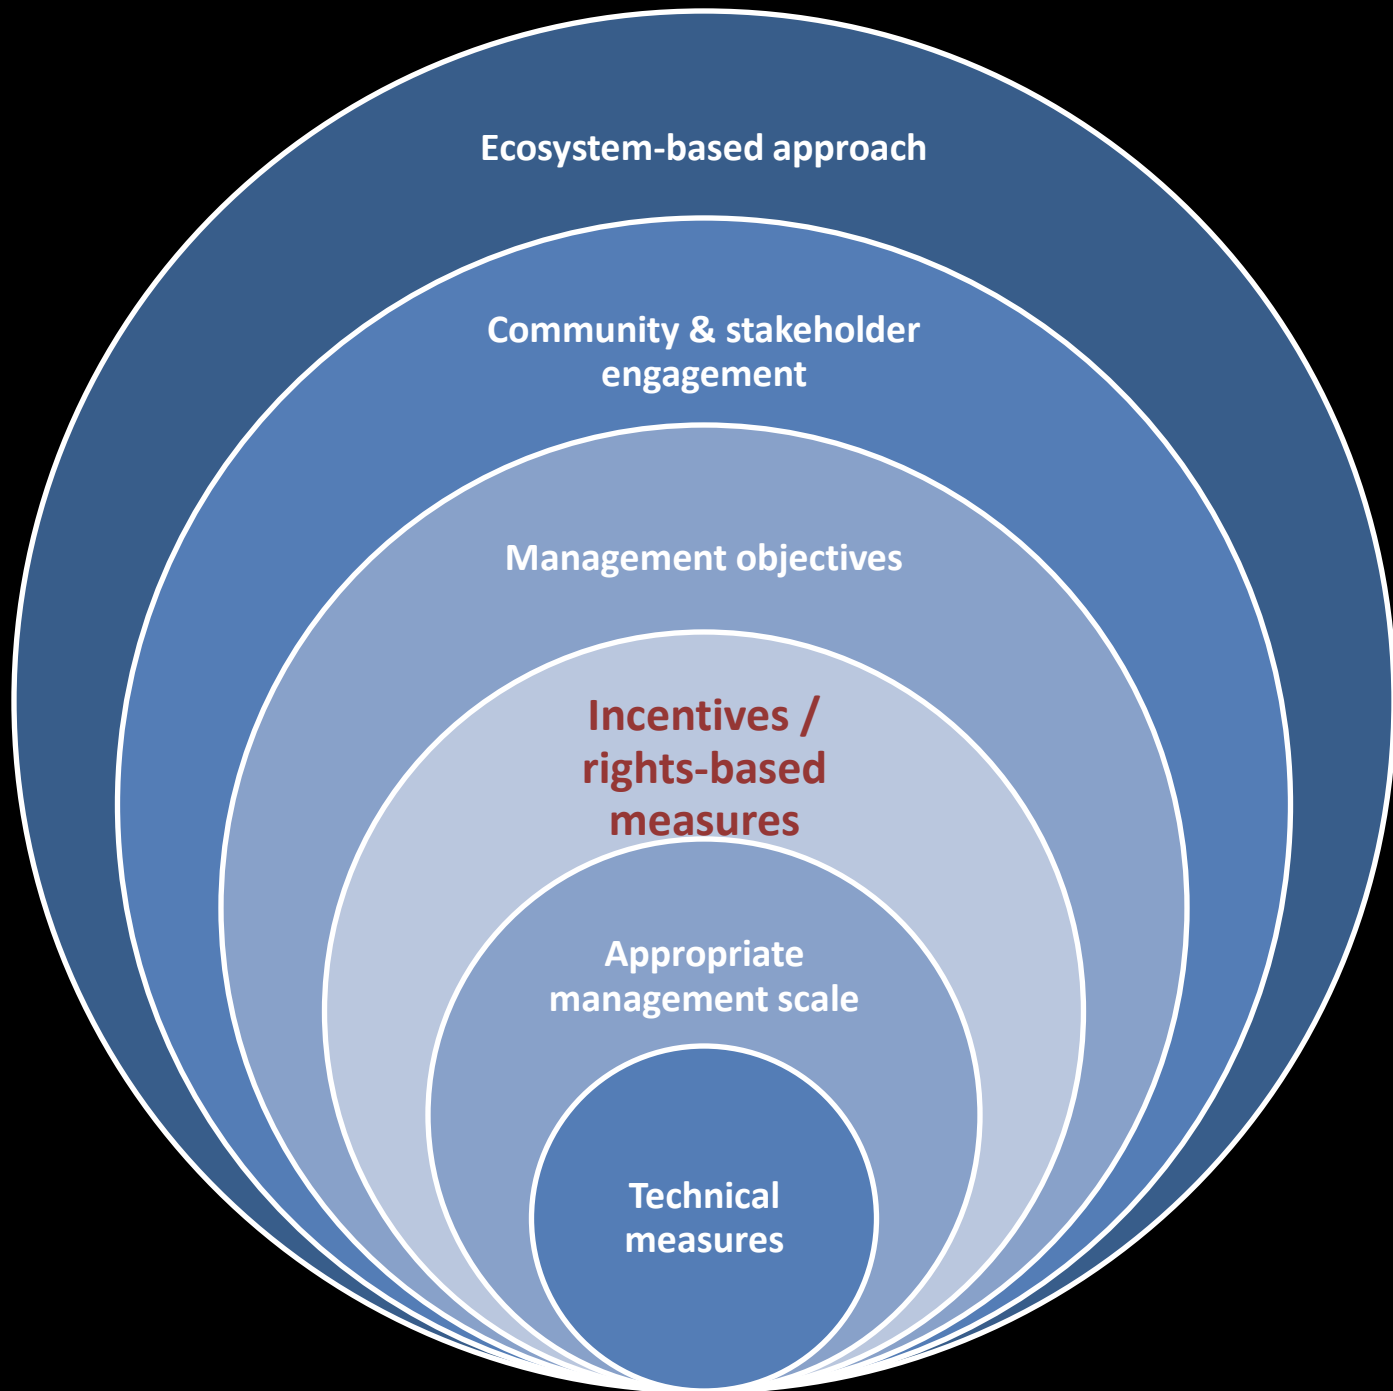 Ecosystem-based approach
Community & stakeholder
engagement
Management objectives
Incentives /
rights-based
measures
Appropriate
management scale
Technical
measures